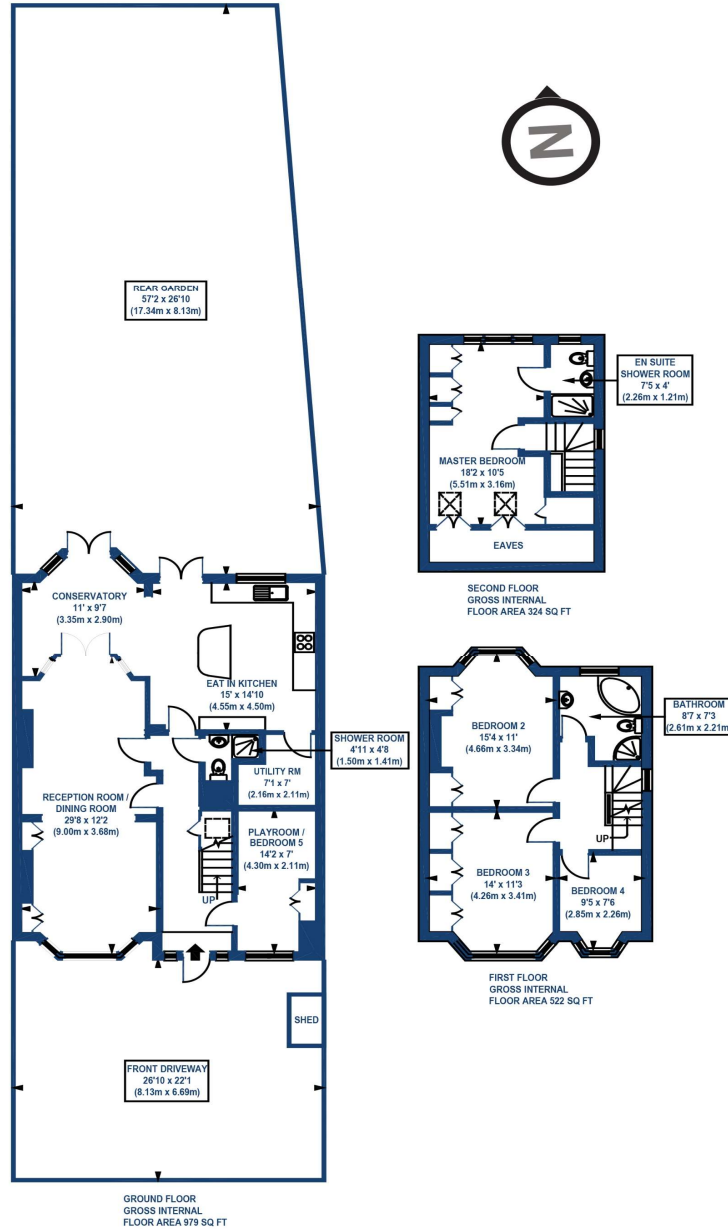 N
REAR GARDEN
57'2 x 26'10
(17.34m x 8.13m)
EN SUITE
SHOWER ROOM
7'5 x 4'
(2.26m x 1.21m)
MASTER BEDROOM
18'2 x 10'5
(5.51m x 3.16m)
EAVES
SECOND FLOOR
GROSS INTERNAL
FLOOR AREA 324 SQ FT
CONSERVATORY
11' x 9'7
(3.35m x 2.90m)
EAT IN KITCHEN
15' x 14'10
(4.55m x 4.50m)
SHOWER ROOM
4'11 x 4'8
(1.50m x 1.41m)
UTILITY RM
7'1 x 7'
(2.16m x 2.11m)
RECEPTION ROOM /
DINING ROOM
29'8 x 12'2
(9.00m x 3.68m)
PLAYROOM /
BEDROOM 5
14'2 x 7'
(4.30m x 2.11m)
UP
BEDROOM 2
15'4 x 11'
(4.66m x 3.34m)
BATHROOM
8'7 x 7'3
(2.61m x 2.21m)
UP
BEDROOM 3
14' x 11'3
(4.26m x 3.41m)
BEDROOM 4
9'5 x 7'6
(2.85m x 2.26m)
FIRST FLOOR
GROSS INTERNAL
FLOOR AREA 522 SQ FT
SHED
FRONT DRIVEWAY
26'10 x 22'1
(8.13m x 6.69m)
GROUND FLOOR
GROSS INTERNAL
FLOOR AREA 979 SQ FT